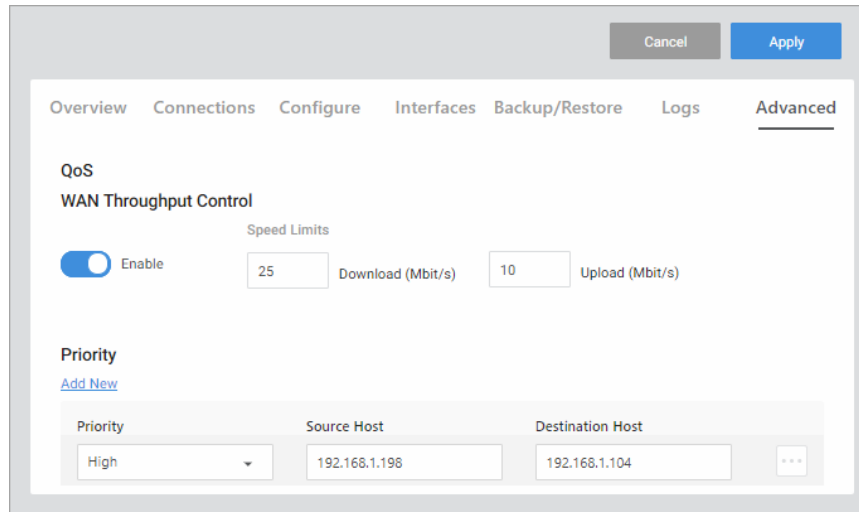 Cancel Apply
Overview Connections Configure Interfaces Backup/Restore Logs Advanced
QoS
WAN Throughput Control
Speed Limits
Enable 25 Download (Mbit/s) 10 Upload (Mbit/s)
Priority
Add New
Priority Source Host Destination Host
High 192.168.1.198 192.168.1.104